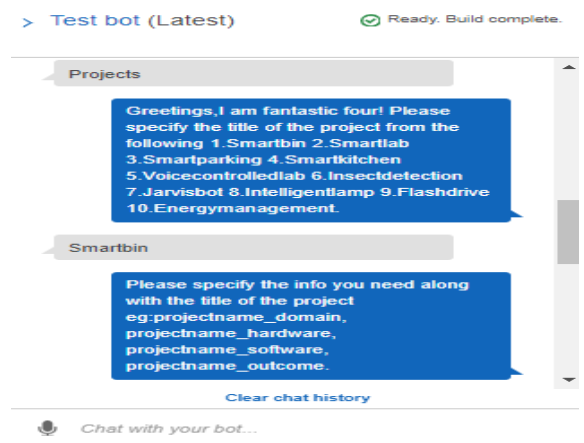 > Test bot (Latest)
Ready. Build complete.
Projects
Greetings,I am fantastic four! Please
specify the title of the project from the
following 1.Smartbin 2.Smartlab
3.Smartparking 4.Smartkitchen
5.Voicecontrolledlab 6.Insectdetection
7.Jarvisbot 8.Intelligentlamp 9.Flashdrive
10.Energymanagement.
Smartbin
Please specify the info you need along
with the title of the project
eg:projectname_domain,
projectname_hardware,
projectname_software,
projectname_outcome.
Clear chat history
Chat with your bot...